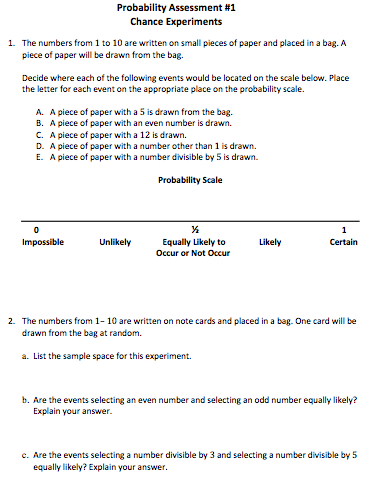 Probability Assessment #1
Chance Experiments
1. The numbers from 1 to 10 are written on small pieces of paper and placed in a bag. A
piece of paper will be drawn from the bag.
Decide where each of the following events would be located on the scale below. Place
the letter for each event on the appropriate place on the probability scale.
A. A piece of paper with a 5 is drawn from the bag.
B. A piece of paper with an even number is drawn.
C. A piece of paper with a 12 is drawn.
D. A piece of paper with a number other than 1 is drawn.
E. A piece of paper with a number divisible by 5 is drawn.
Probability Scale
0 ½ 1
Impossible Unlikely Equally Likely to Likely Certain
Occur or Not Occur
2. The numbers from 1– 10 are written on note cards and placed in a bag. One card will be
drawn from the bag at random.
a. List the sample space for this experiment.
b. Are the events selecting an even number and selecting an odd number equally likely?
Explain your answer.
c. Are the events selecting a number divisible by 3 and selecting a number divisible by 5
equally likely? Explain your answer.